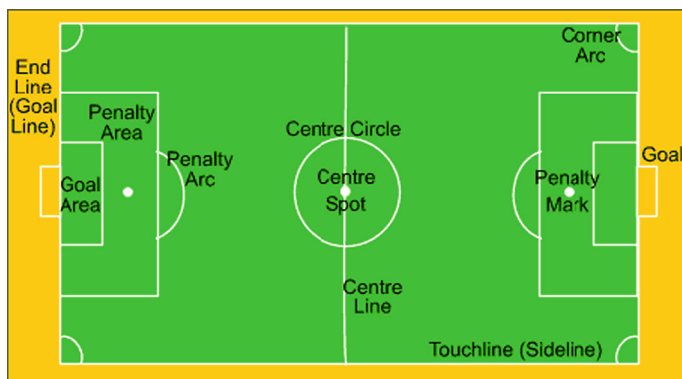 Corner
Arc
End
Line
(Goal
Line)
Penalty
Area
Centre Circle
Penalty
Arc
Goal
Goal
Area
Centre
Spot
Penalty
Mark
Centre
Line
Touchline (Sideline)